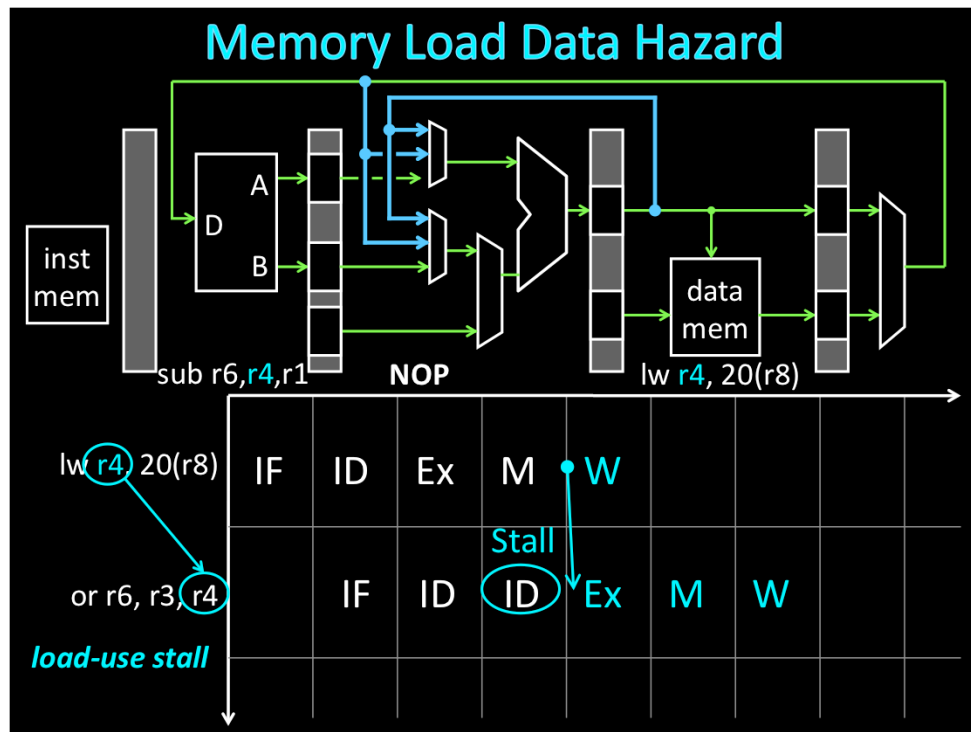 Memory Load Data Hazard
A
D
B
inst
mem
data
mem
sub r6,r4,r1
NOP
lw r4, 20(r8)
lw r4, 20(r8)
IF ID Ex M W
Stall
or r6, r3, r4
IF ID ID Ex M W
load-use stall